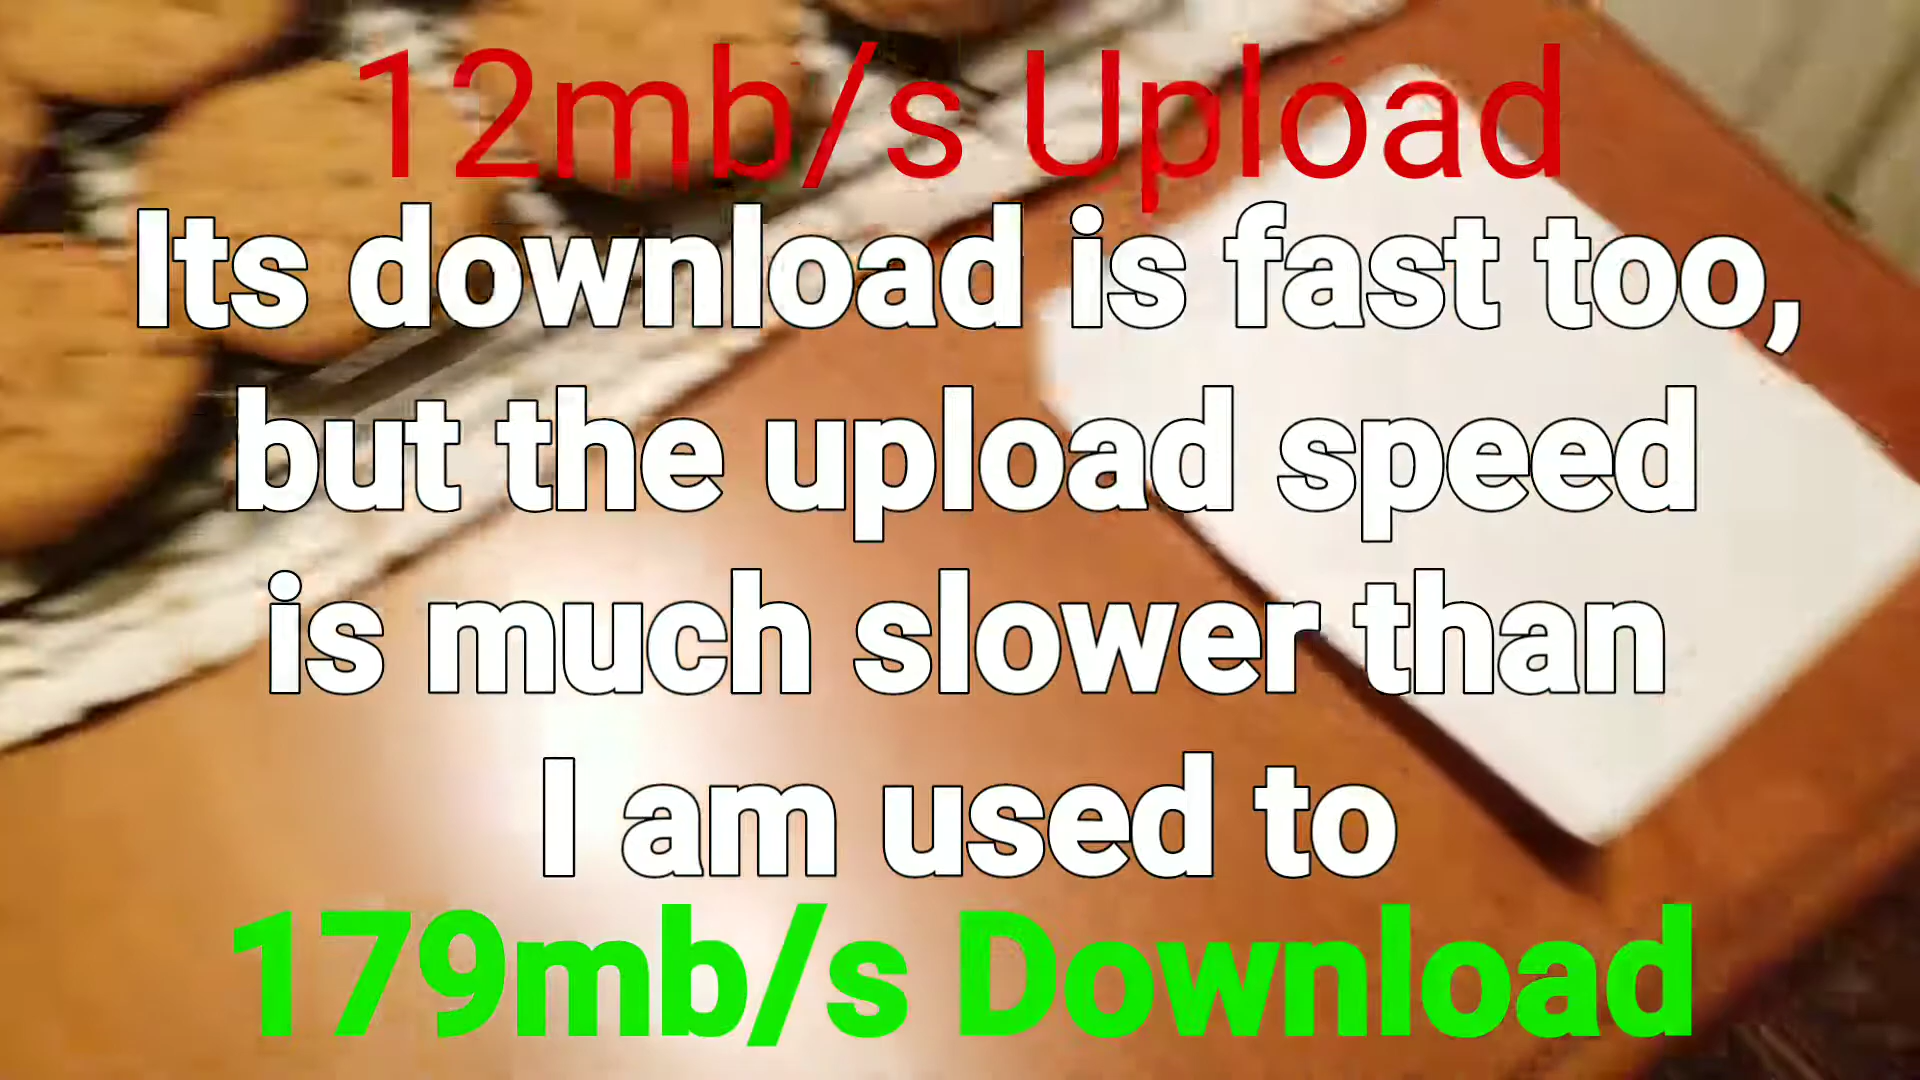 12mb/s Upload
Its download is fast too,
but the upload speed
is much slower than
I am used to
179mb/s Download